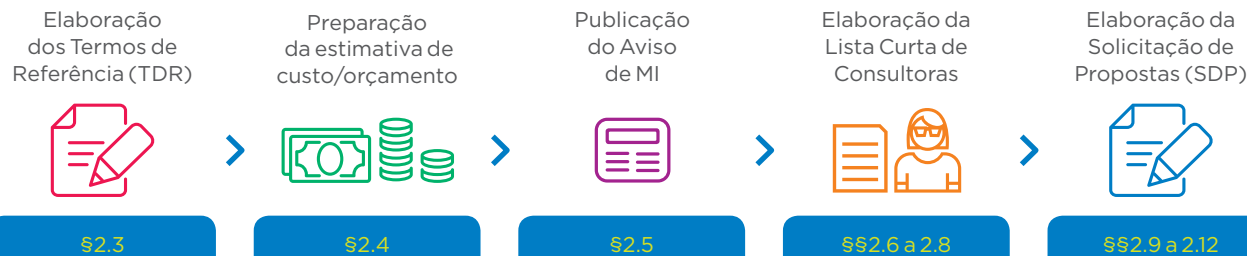 Elaboração
dos Termos de
Referência (TDR)
Preparação
da estimativa de
custo/orçamento
Publicação
do Aviso
de MI
Elaboração da
Lista Curta de
Consultoras
Elaboração da
Solicitação de
Propostas (SDP)
§2.3
§2.4
§2.5
§§2.6 a 2.8
§§2.9 a 2.12